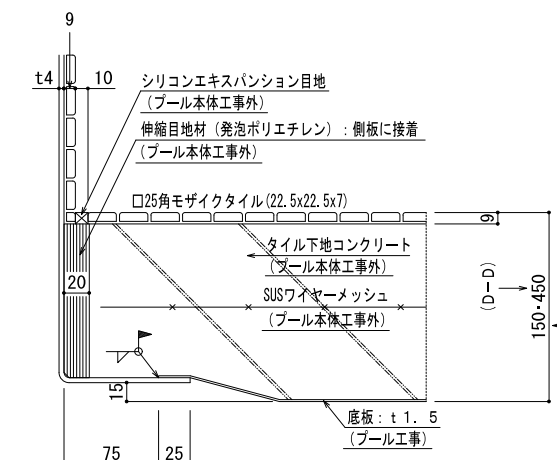 9
t4
10
シリコンエキスパンション目地
(プール本体工事外)
伸縮目地材（発泡ポリエチレン）：側板に接着
(プール本体工事外)
口25角モザイクタイル(22.5x22.5x7)
9
タイル下地コンクリート
(プール本体工事外)
20
SUSワイヤーメッシュ
(プール本体工事外)
(D-D)
150・450
15
底板：t1．5
(プール工事)
75
25